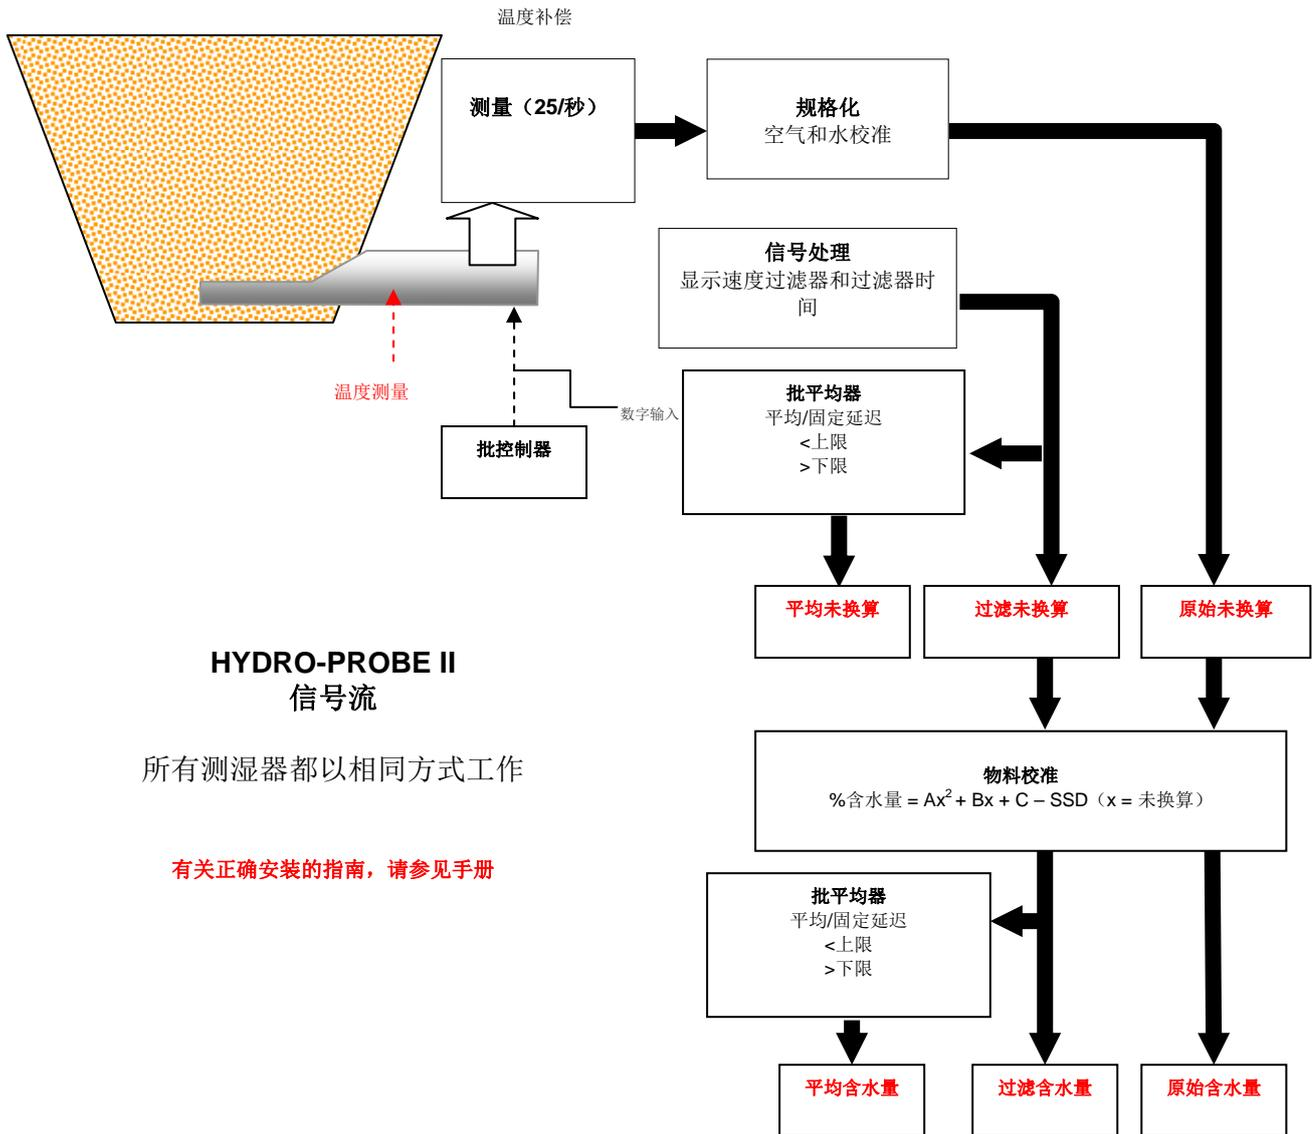 温度补偿
测量（25/秒）
规格化
空气和水校准
信号处理
显示速度过滤器和过滤器时
间
温度测量
数字输入
批控制器
批平均器
平均/固定延迟
<上限
>下限
平均未换算
过滤未换算
原始未换算
HYDRO-PROBE II
信号流
所有测湿器都以相同方式工作
有关正确安装的指南，请参见手册
物料校准
%含水量 = Ax² + Bx + C – SSD（x = 未换算）
批平均器
平均/固定延迟
<上限
>下限
平均含水量
过滤含水量
原始含水量